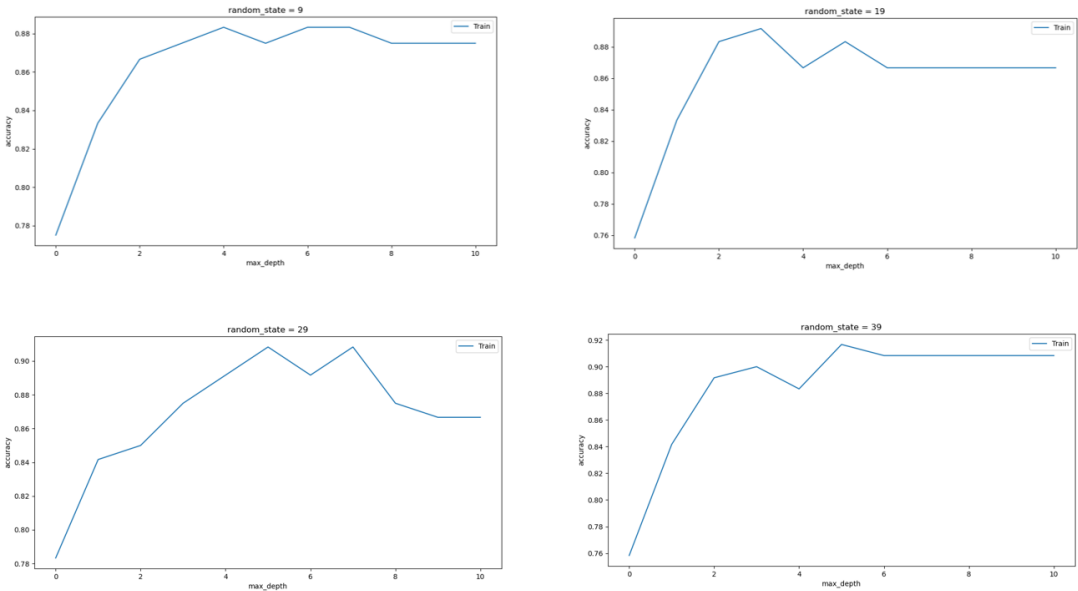 random_state = 9
Train
accuracy
0.88
0.86
0.84
0.82
0.80
0.78
0 2 4 6 8 10
max_depth
random_state = 19
Train
accuracy
0.88
0.86
0.84
0.82
0.80
0.78
0.76
0 2 4 6 8 10
max_depth
random_state = 29
Train
accuracy
0.90
0.88
0.86
0.84
0.82
0.80
0.78
0 2 4 6 8 10
max_depth
random_state = 39
Train
accuracy
0.92
0.90
0.88
0.86
0.84
0.82
0.80
0.78
0.76
0 2 4 6 8 10
max_depth